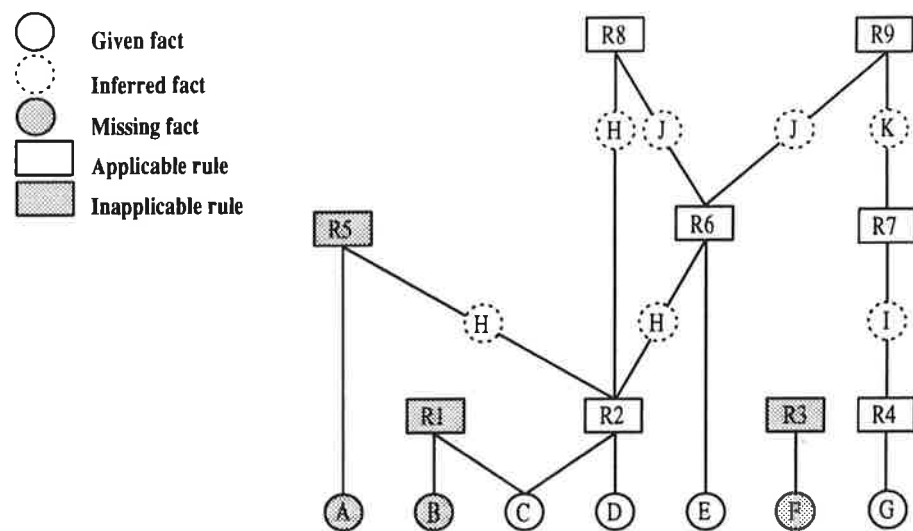 Given fact
Inferred fact
Missing fact
Applicable rule
Inapplicable rule
R8
R9
H
J
J
K
R5
R6
R7
H
H
I
R1
R2
R3
R4
A
B
C
D
E
F
G